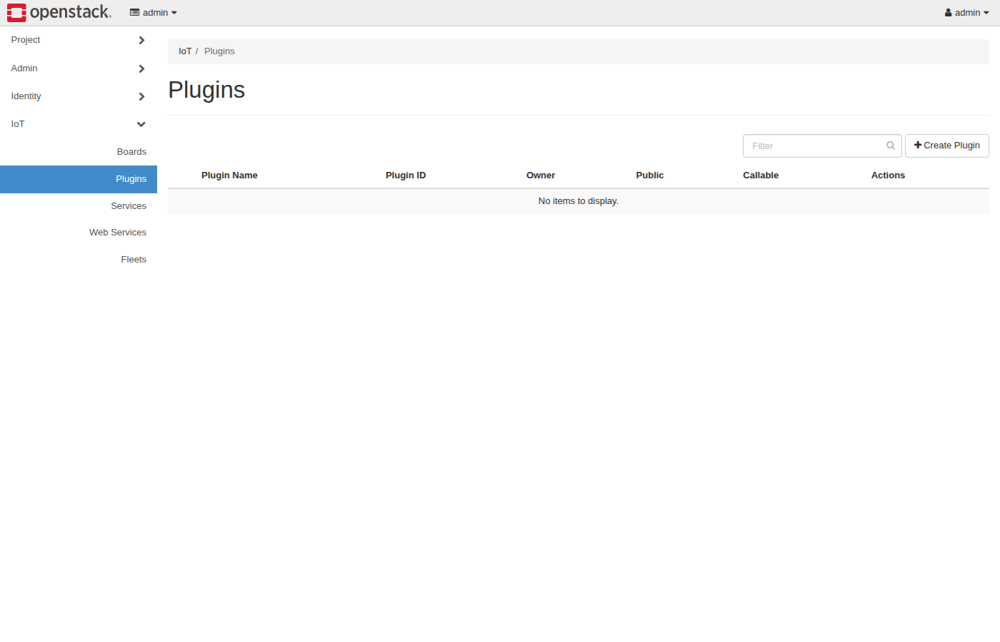 openstack. admin admin
Project
Admin
Identity
IoT
Boards
Plugins
Services
Web Services
Fleets
IoT / Plugins
Plugins
Filter Create Plugin
Plugin Name Plugin ID Owner Public Callable Actions
No items to display.